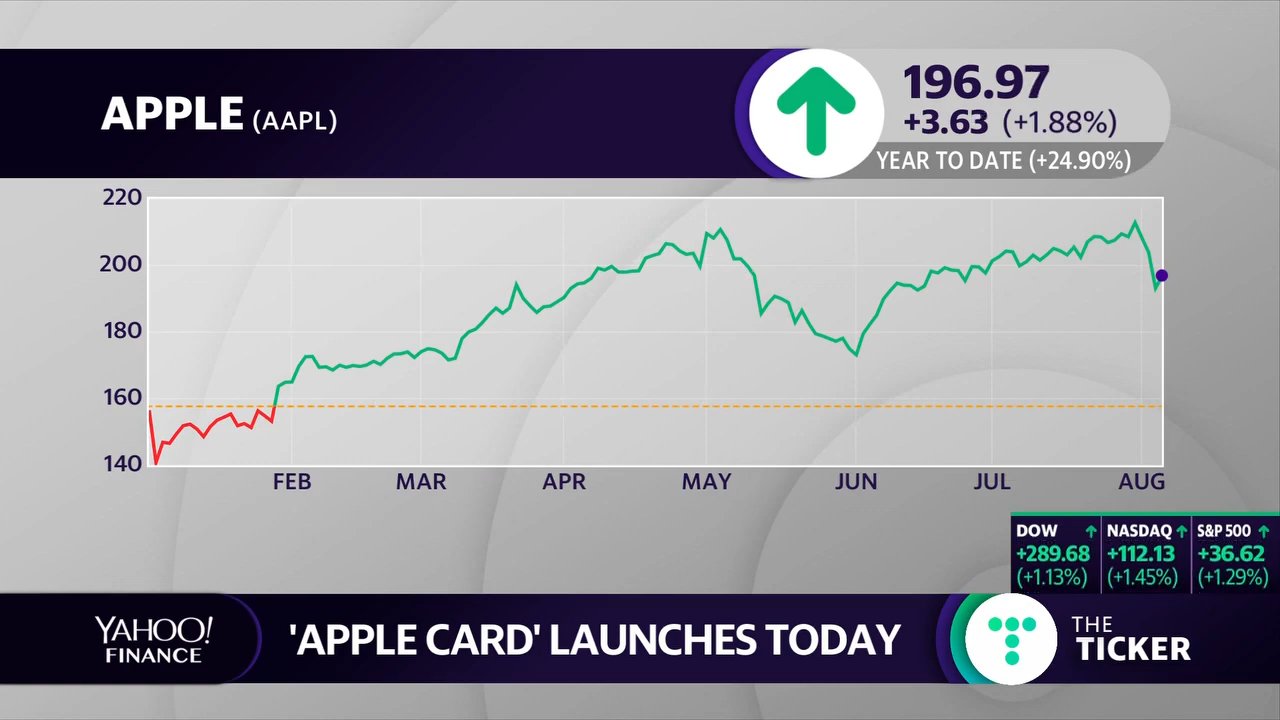 APPLE (AAPL)
196.97
+3.63 (+1.88%)
YEAR TO DATE (+24.90%)
220
200
180
160
140
FEB MAR APR MAY JUN JUL AUG
DOW NASDAQ S&P 500
+289.68 +112.13 +36.62
(+1.13%) (+1.45%) (+1.29%)
YAHOO!
FINANCE
'APPLE CARD' LAUNCHES TODAY
THE
TICKER